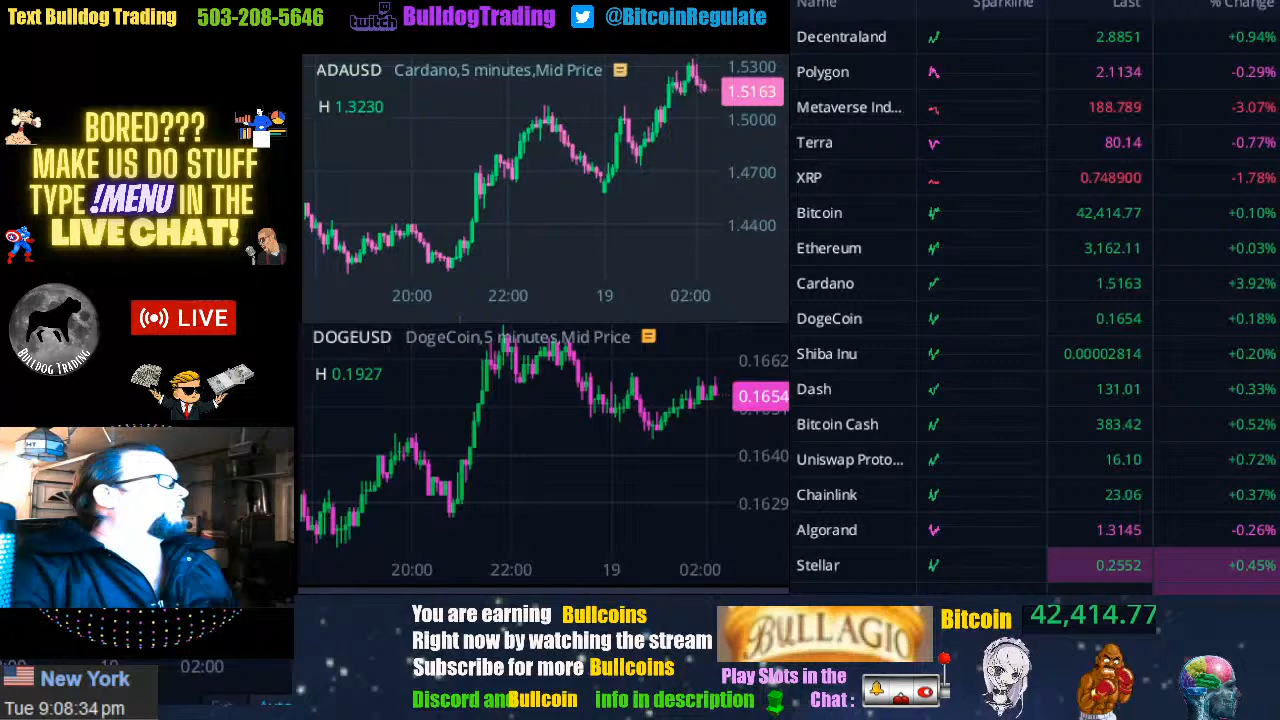 Text Bulldog Trading 503-208-5646 twitch BulldogTrading @BitcoinRegulate
BORED???
MAKE US DO STUFF
TYPE !MENU IN THE
LIVE CHAT!
BULLDOG TRADING
LIVE
New York
Tue 9:08:34 pm
02:00
ADAUSD Cardano,5 minutes,Mid Price
H 1.3230
1.5300
1.5163
1.5000
1.4700
1.4400
20:00 22:00 19 02:00
DOGEUSD DogeCoin,5 minutes,Mid Price
H 0.1927
0.1662
0.1654
0.1640
0.1629
20:00 22:00 19 02:00
Name Sparkline Last % Change
Decentraland 2.8851 +0.94%
Polygon 2.1134 -0.29%
Metaverse Ind... 188.789 -3.07%
Terra 80.14 -0.77%
XRP 0.748900 -1.78%
Bitcoin 42,414.77 +0.10%
Ethereum 3,162.11 +0.03%
Cardano 1.5163 +3.92%
DogeCoin 0.1654 +0.18%
Shiba Inu 0.00002814 +0.20%
Dash 131.01 +0.33%
Bitcoin Cash 383.42 +0.52%
Uniswap Proto... 16.10 +0.72%
Chainlink 23.06 +0.37%
Algorand 1.3145 -0.26%
Stellar 0.2552 +0.45%
You are earning Bullcoins
Right now by watching the stream
Subscribe for more Bullcoins
Discord and Bullcoin info in description
BULLAGIO
Play Slots in the
Chat :
Bitcoin 42,414.77